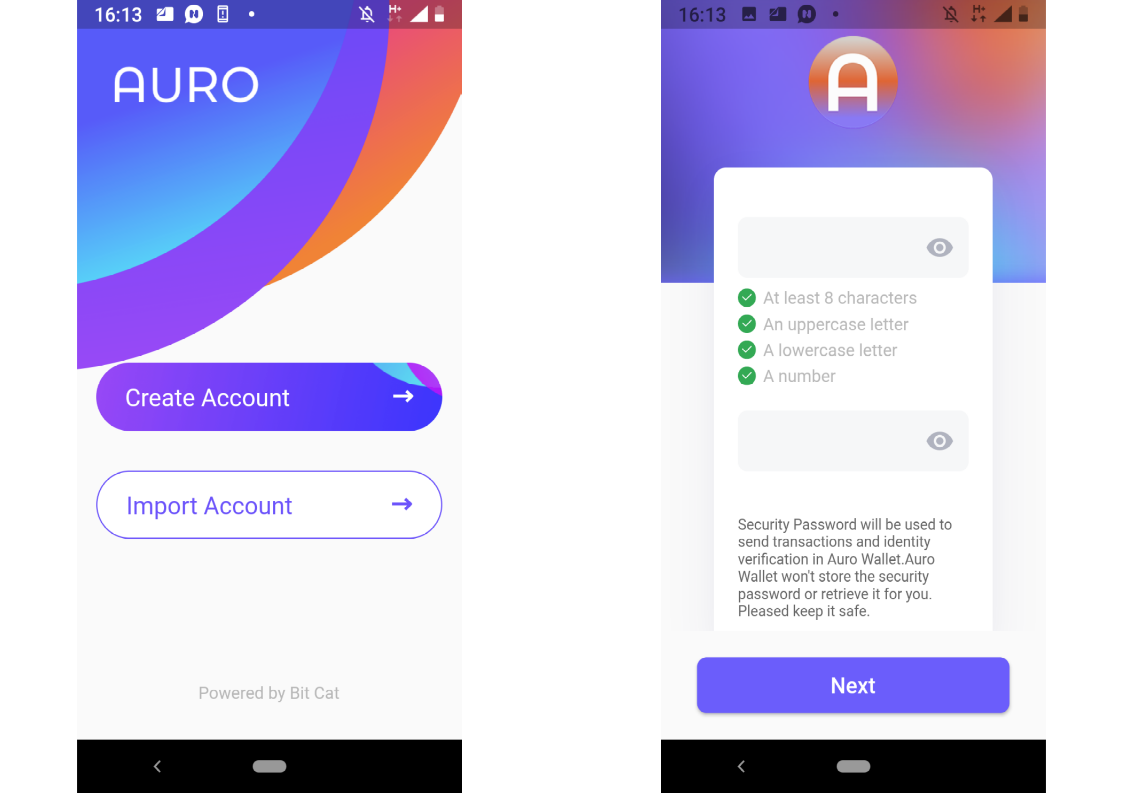 16:13
H+
AURO
Create Account
Import Account
Powered by Bit Cat
16:13
H+
A
At least 8 characters
An uppercase letter
A lowercase letter
A number
Security Password will be used to
send transactions and identity
verification in Auro Wallet.Auro
Wallet won't store the security
password or retrieve it for you.
Pleased keep it safe.
Next